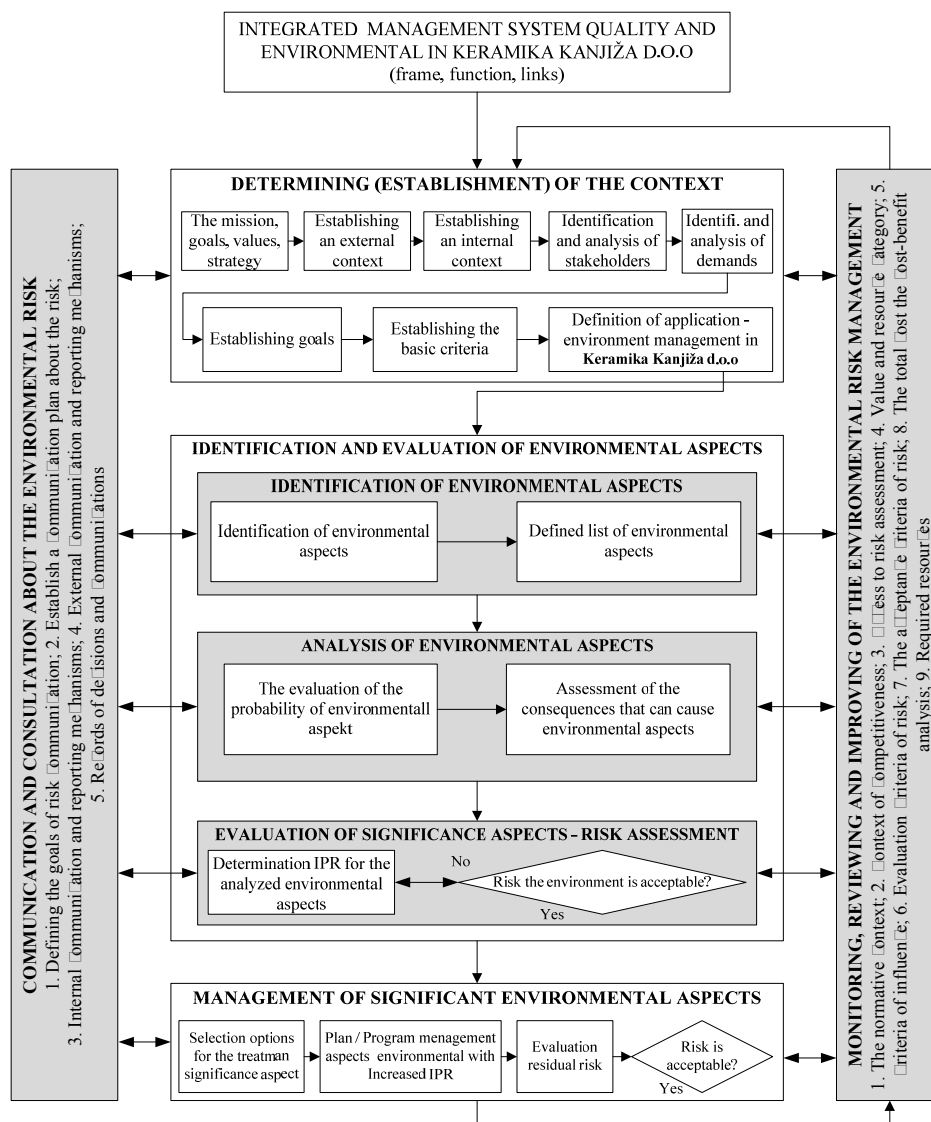 INTEGRATED MANAGEMENT SYSTEM QUALITY AND
ENVIRONMENTAL IN KERAMIKA KANJIŽA D.O.O
(frame, function, links)
COMMUNICATION AND CONSULTATION ABOUT THE ENVIRONMENTAL RISK
1. Defining the goals of risk □ommuni□ation; 2. Establish a □ommuni□ation plan about the risk;
3. Internal □ommuni□ation and reporting me□hanisms; 4. External □ommuni□ation and reporting me□hanisms;
5. Re□ords of de□isions and □ommuni□ations
DETERMINING (ESTABLISHMENT) OF THE CONTEXT
The mission,
goals, values,
strategy
Establishing
an external
context
Establishing
an internal
context
Identification
and analysis of
stakeholders
Identifi. and
analysis of
demands
Establishing goals
Establishing the
basic criteria
Definition of application -
environment management in
Keramika Kanjiža d.o.o
IDENTIFICATION AND EVALUATION OF ENVIRONMENTAL ASPECTS
IDENTIFICATION OF ENVIRONMENTAL ASPECTS
Identification of environmental
aspects
Defined list of environmental
aspects
ANALYSIS OF ENVIRONMENTAL ASPECTS
The evaluation of the
probability of environmentall
aspekt
Assessment of the
consequences that can cause
environmental aspects
EVALUATION OF SIGNIFICANCE ASPECTS – RISK ASSESSMENT
Determination IPR for the
analyzed environmental
aspects
No
Risk the environment is acceptable?
Yes
MANAGEMENT OF SIGNIFICANT ENVIRONMENTAL ASPECTS
Selection options
for the treatman
significance aspect
Plan / Program management
aspects environmental with
Increased IPR
Evaluation
residual risk
Risk is
acceptable?
Yes
MONITORING, REVIEWING AND IMPROVING OF THE ENVIRONMENTAL RISK MANAGEMENT
1. The normative □ontext; 2. □ontext of □ompetitiveness; 3. □□□ess to risk assessment; 4. Value and resour□e □ategory; 5.
□riteria of influen□e; 6. Evaluation □riteria of risk; 7. The a□□eptan□e □riteria of risk; 8. The total □ost the □ost-benefit
analysis; 9. Required resour□es